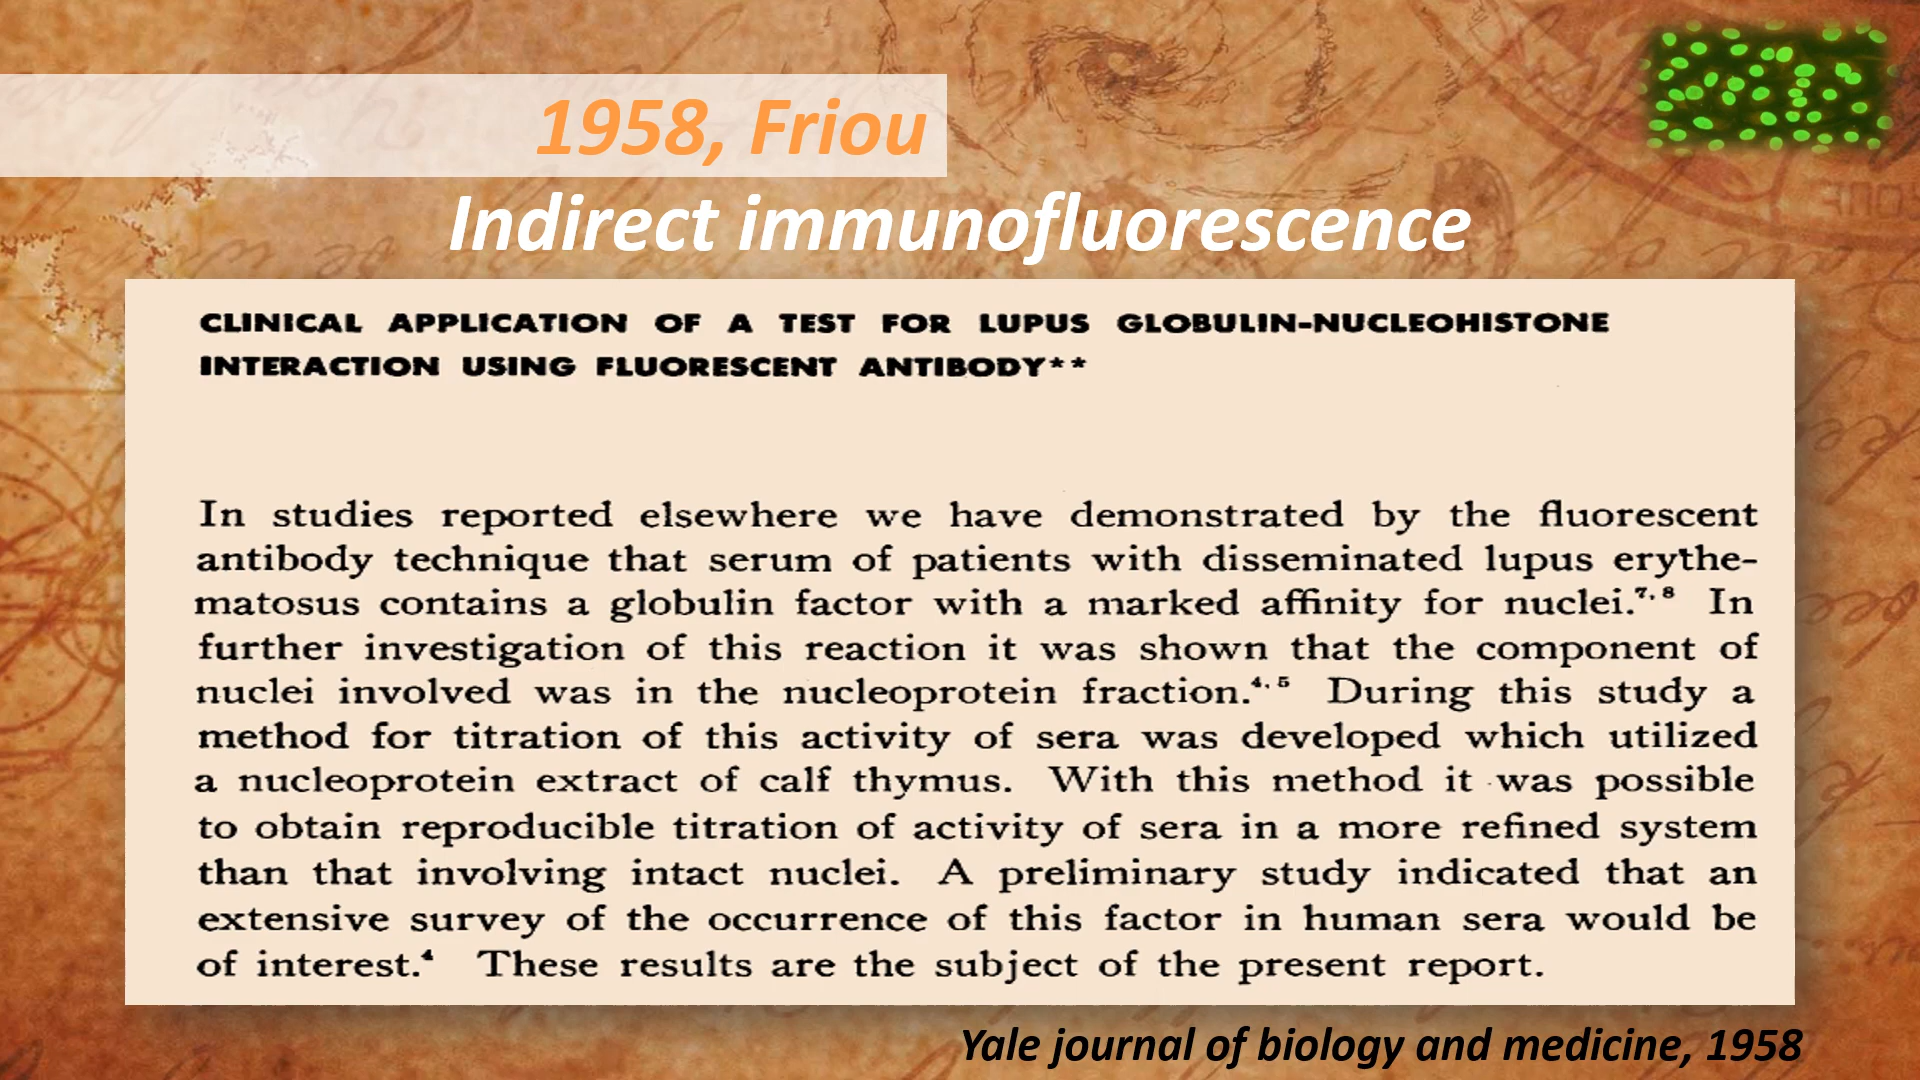 1958, Friou
Indirect immunofluorescence
CLINICAL APPLICATION OF A TEST FOR LUPUS GLOBULIN-NUCLEOHISTONE
INTERACTION USING FLUORESCENT ANTIBODY**
In studies reported elsewhere we have demonstrated by the fluorescent
antibody technique that serum of patients with disseminated lupus erythe-
matosus contains a globulin factor with a marked affinity for nuclei.⁷,⁸ In
further investigation of this reaction it was shown that the component of
nuclei involved was in the nucleoprotein fraction.⁴,⁵ During this study a
method for titration of this activity of sera was developed which utilized
a nucleoprotein extract of calf thymus. With this method it was possible
to obtain reproducible titration of activity of sera in a more refined system
than that involving intact nuclei. A preliminary study indicated that an
extensive survey of the occurrence of this factor in human sera would be
of interest.⁴ These results are the subject of the present report.
Yale journal of biology and medicine, 1958